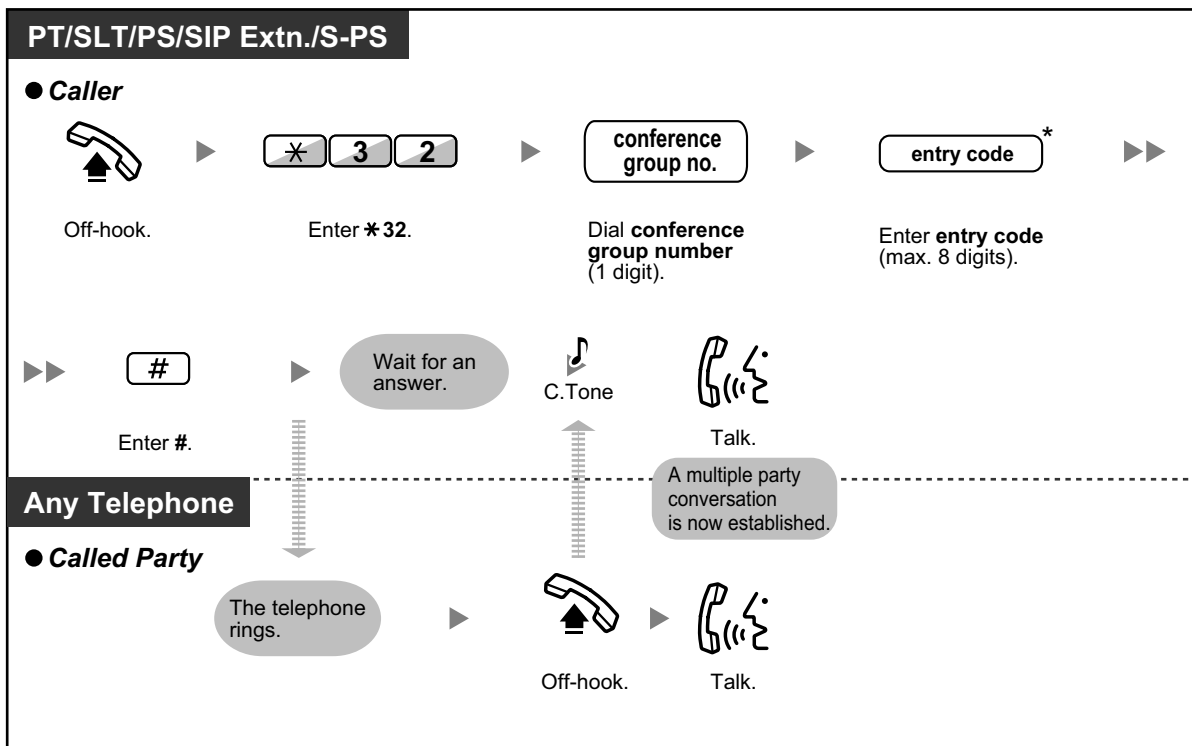 PT/SLT/PS/SIP Extn./S-PS
● Caller
* 3 2
conference
group no.
entry code *
Off-hook.
Enter *32.
Dial conference
group number
(1 digit).
Enter entry code
(max. 8 digits).
#
Wait for an
answer.
C.Tone
Enter #.
Talk.
A multiple party
conversation
is now established.
Any Telephone
● Called Party
The telephone
rings.
Off-hook.
Talk.